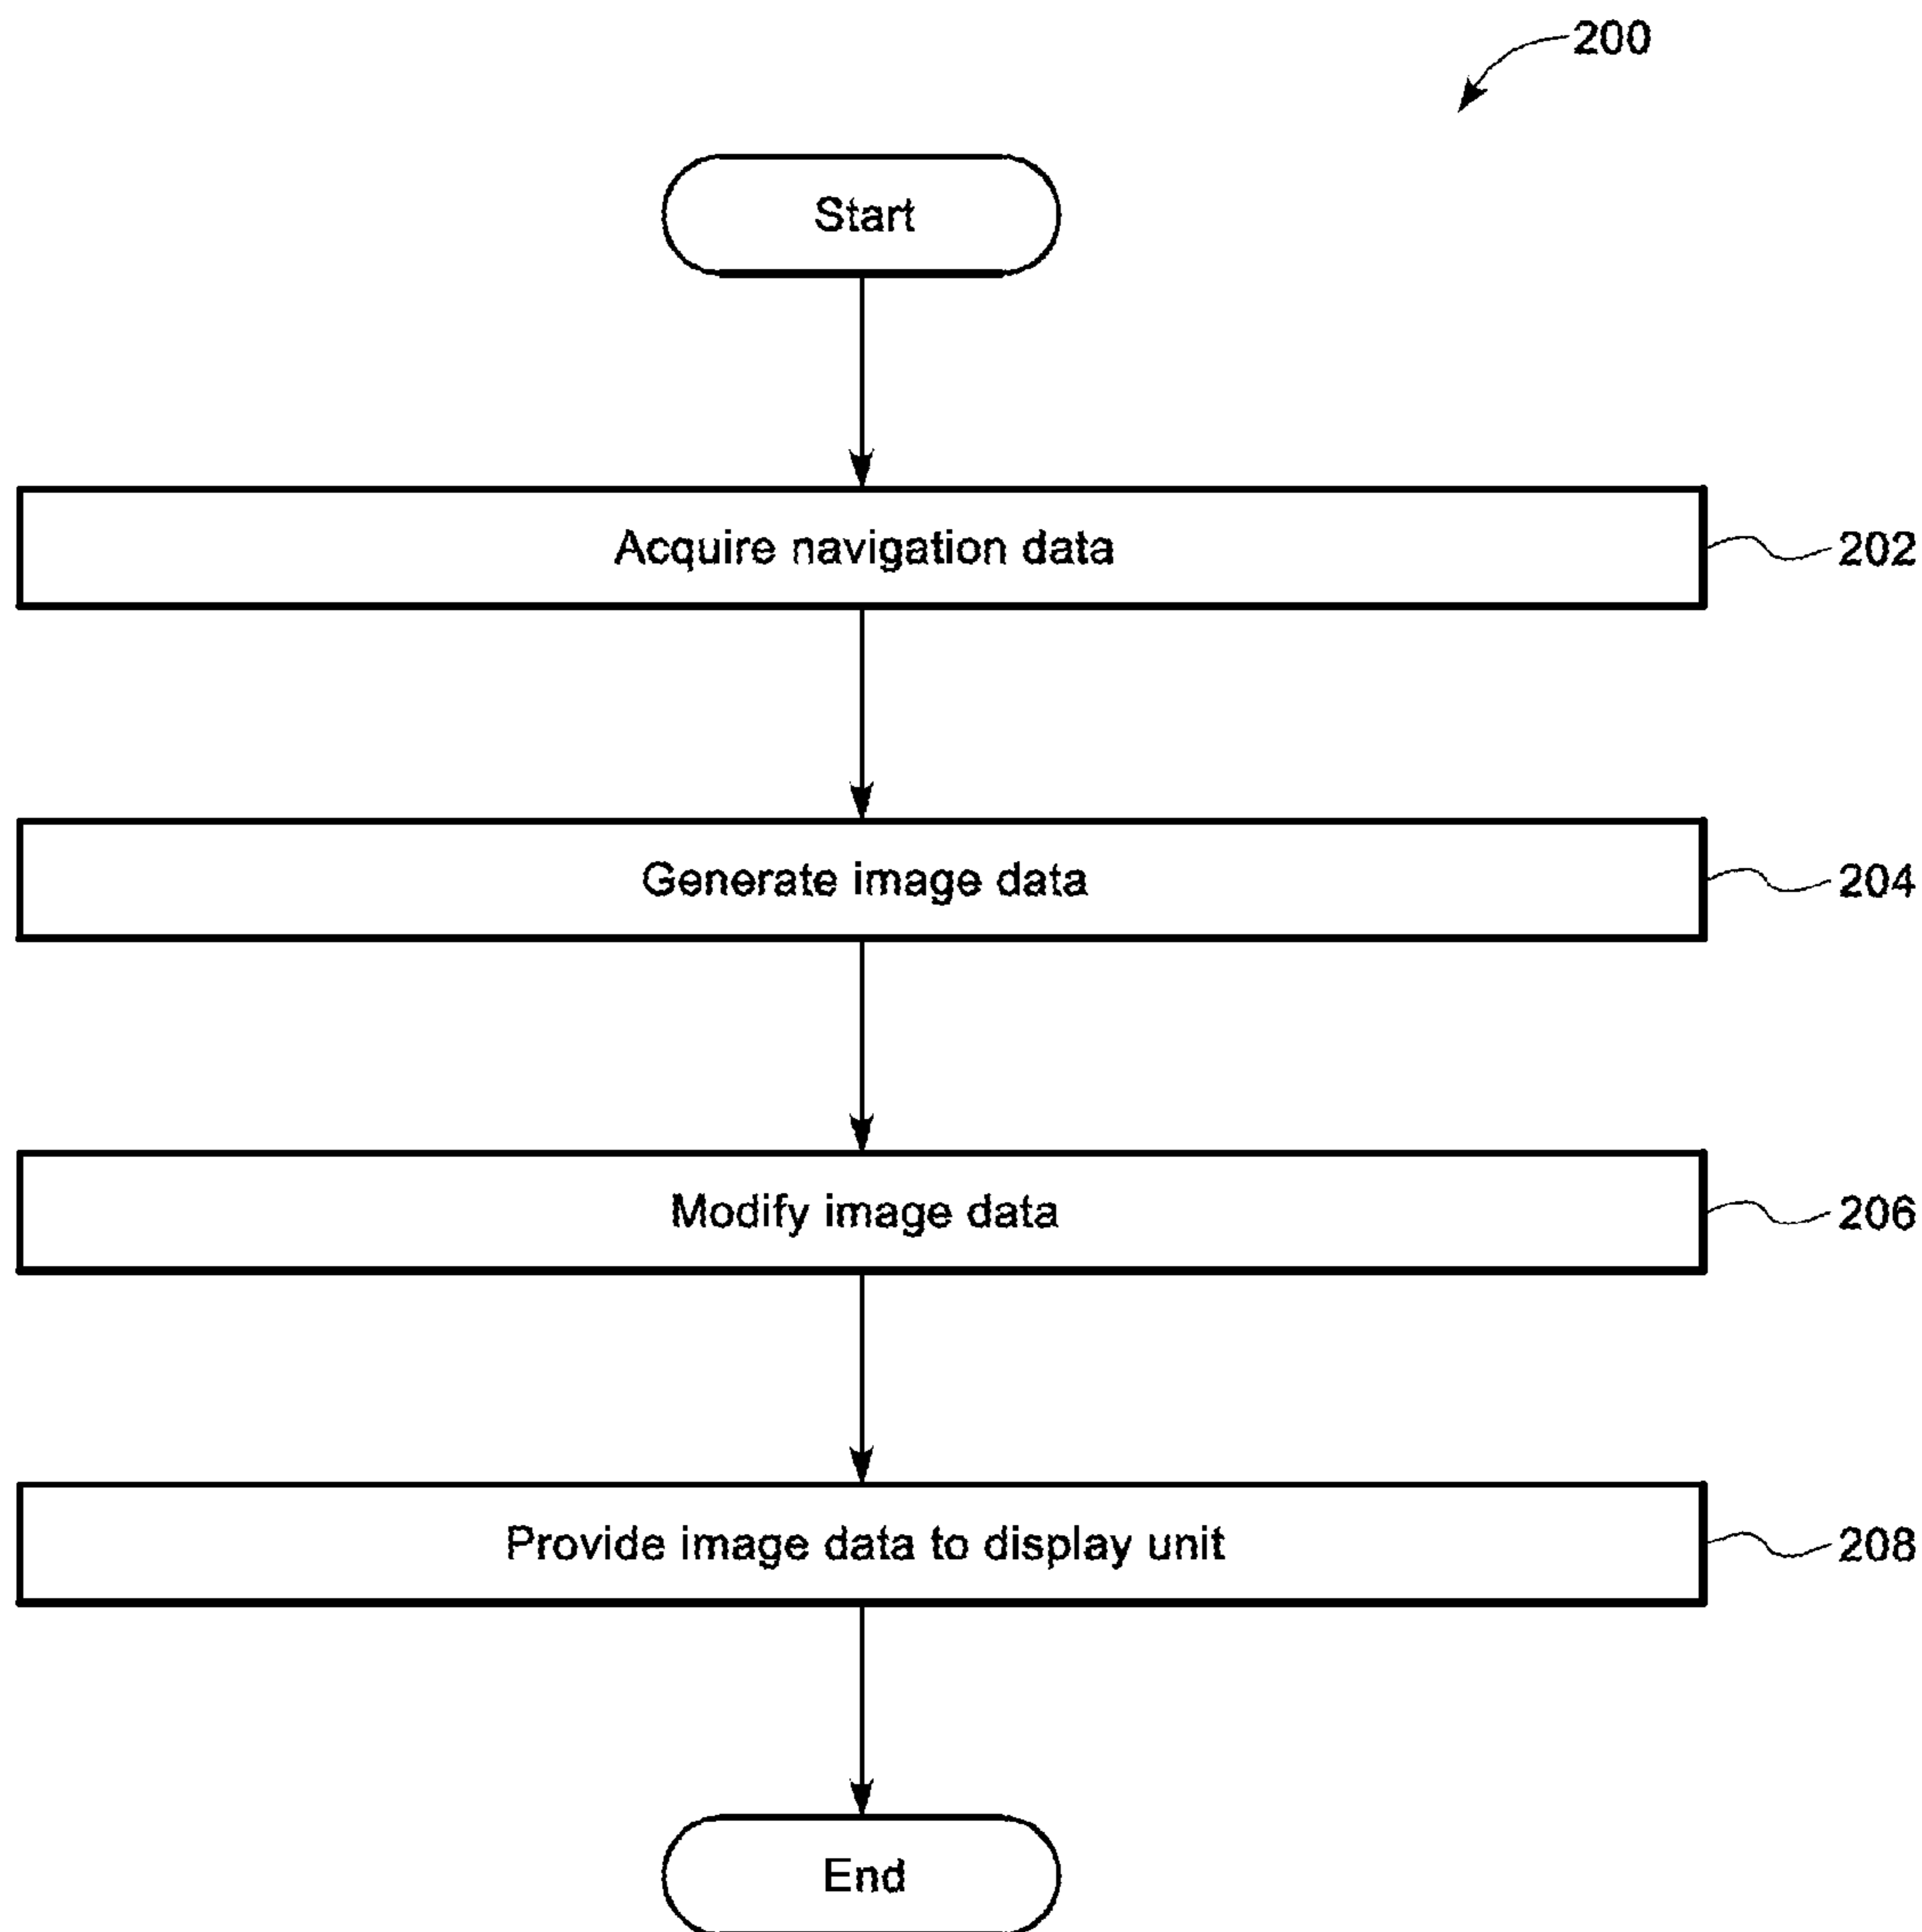 200
Start
Acquire navigation data
202
Generate image data
204
Modify image data
206
Provide image data to display unit
208
End